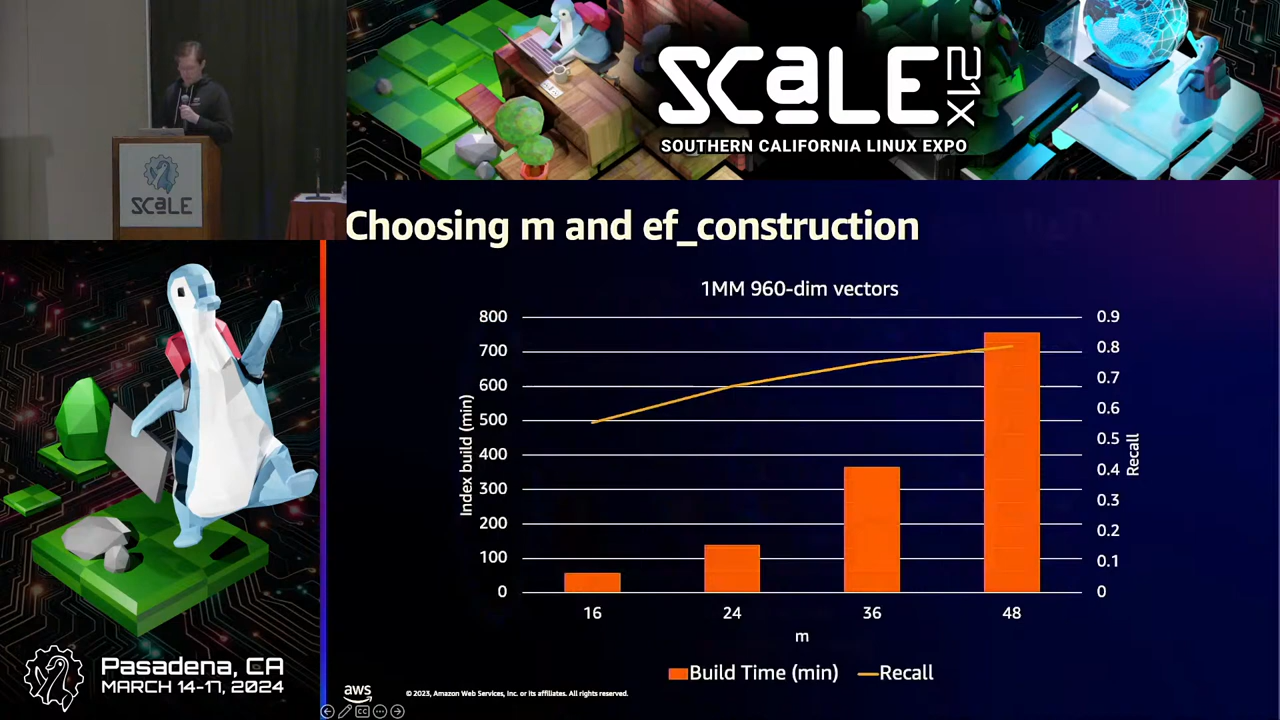 SCaLE
21X
SOUTHERN CALIFORNIA LINUX EXPO
SCaLE
Choosing m and ef_construction
1MM 960-dim vectors
800
700
600
500
400
300
200
100
0
Index build (min)
0.9
0.8
0.7
0.6
0.5
0.4
0.3
0.2
0.1
0
Recall
16 24 36 48
m
Build Time (min) Recall
Pasadena, CA
MARCH 14-17, 2024
aws
© 2023, Amazon Web Services, Inc. or its affiliates. All rights reserved.
CC